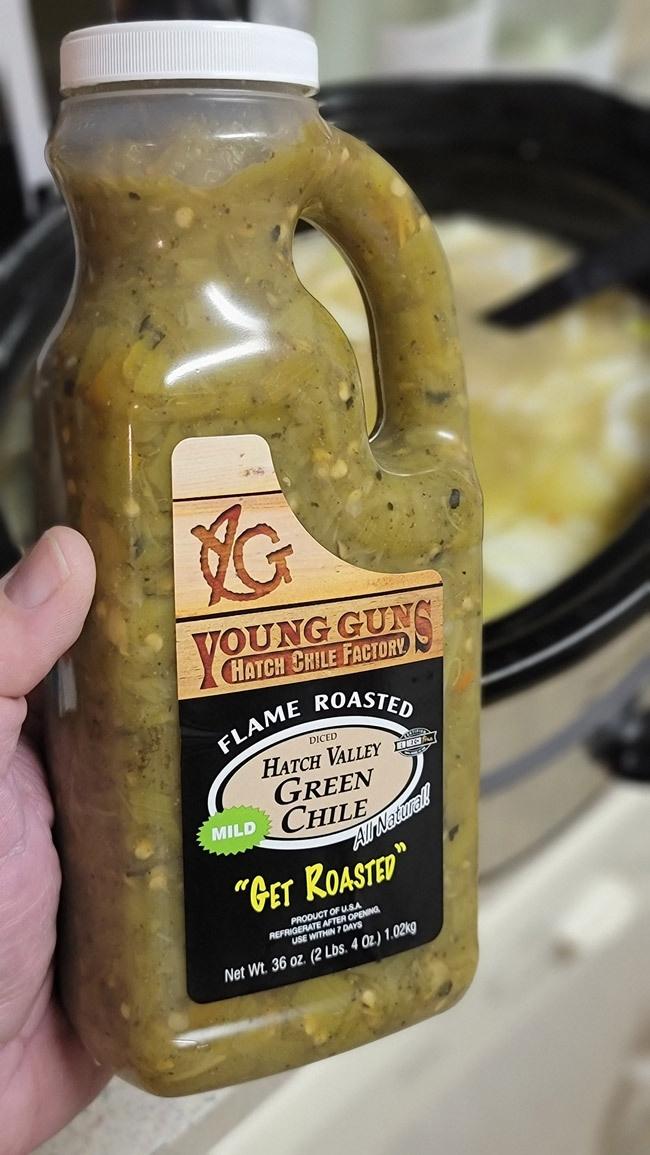 YG
YOUNG GUNS
HATCH CHILE FACTORY
FLAME ROASTED
DICED
HATCH VALLEY
GREEN
CHILE
MILD
All Natural!
"GET ROASTED"
PRODUCT OF U.S.A.
REFRIGERATE AFTER OPENING,
USE WITHIN 7 DAYS
Net Wt. 36 oz. (2 Lbs. 4 Oz.) 1.02kg